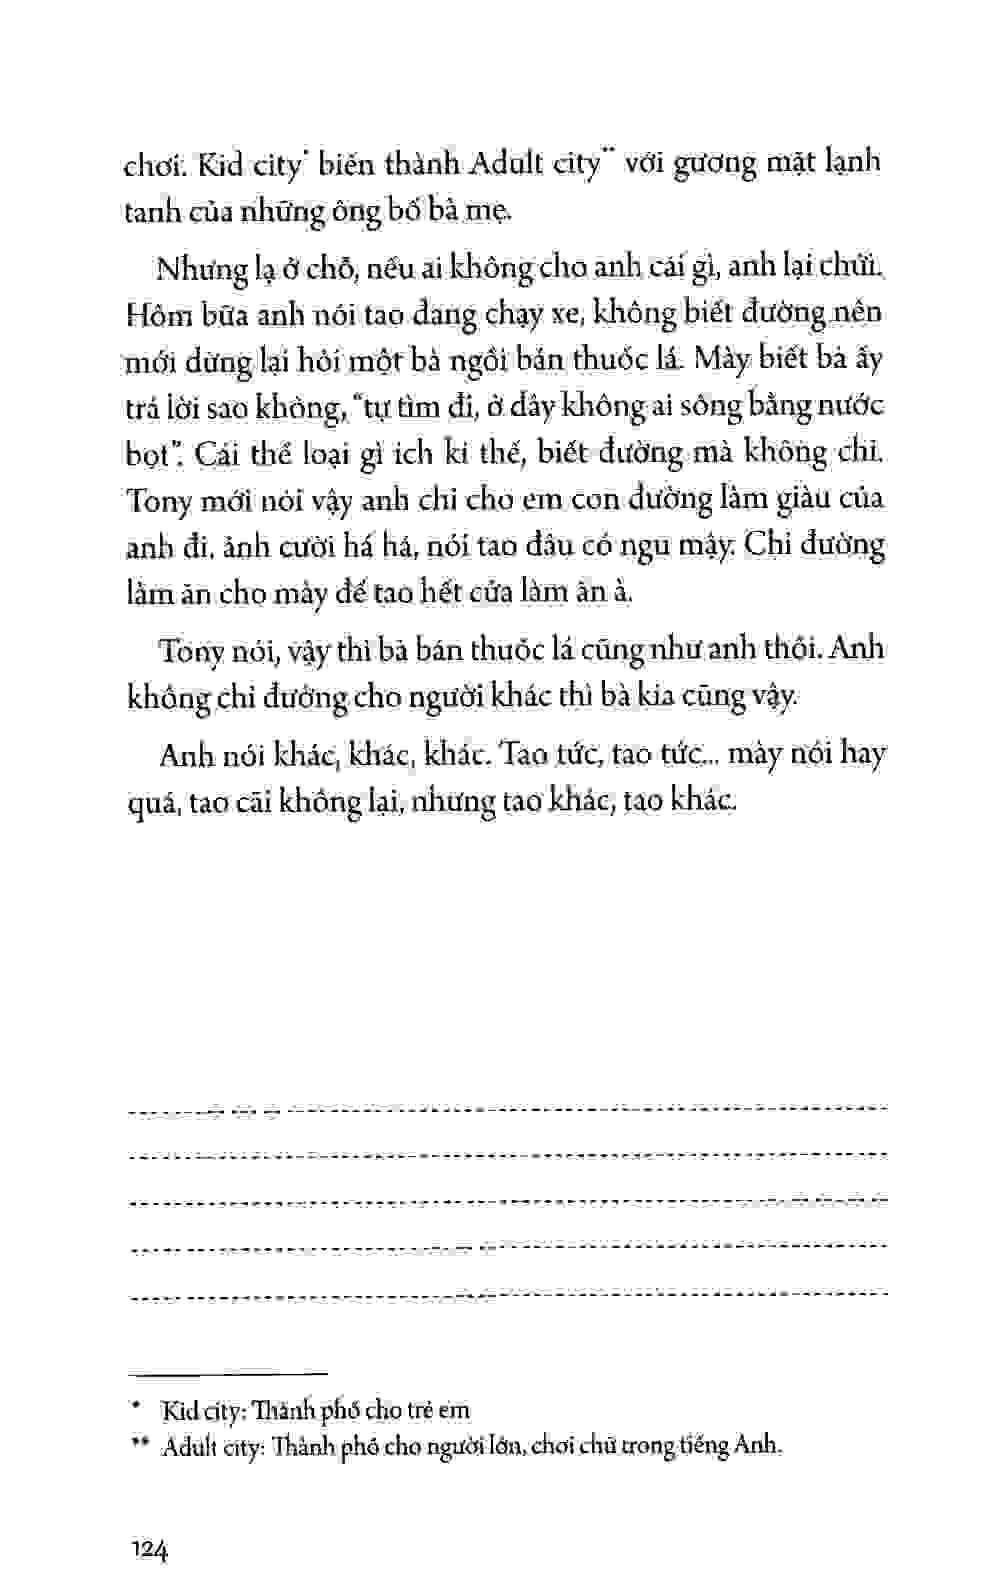 chơi. Kid city* biến thành Adult city** với gương mặt lạnh
tanh của những ông bố bà mẹ.
Nhưng lạ ở chỗ, nếu ai không cho anh cái gì, anh lại chửi.
Hôm bữa anh nói tao đang chạy xe, không biết đường nên
mới dừng lại hỏi một bà ngồi bán thuốc lá. Mày biết bả ấy
trả lời sao không, “tự tìm đi, ở đây không ai sống bằng nước
bọt”. Cái thể loại gì ích kỉ thế, biết đường mà không chỉ.
Tony mới nói vậy anh chỉ cho em con đường làm giàu của
anh đi, ảnh cười há há, nói tao đâu có ngu mậy. Chỉ đường
làm ăn cho mày để tao hết cửa làm ăn à.
Tony nói, vậy thì bà bán thuốc lá cũng như anh thôi. Anh
không chỉ đường cho người khác thì bà kia cũng vậy.
Anh nói khác, khác, khác. Tao tức, tao tức... mày nói hay
quá, tao cãi không lại, nhưng tao khác, tao khác.
* Kid city: Thành phố cho trẻ em
** Adult city: Thành phố cho người lớn, chơi chữ trong tiếng Anh.
124